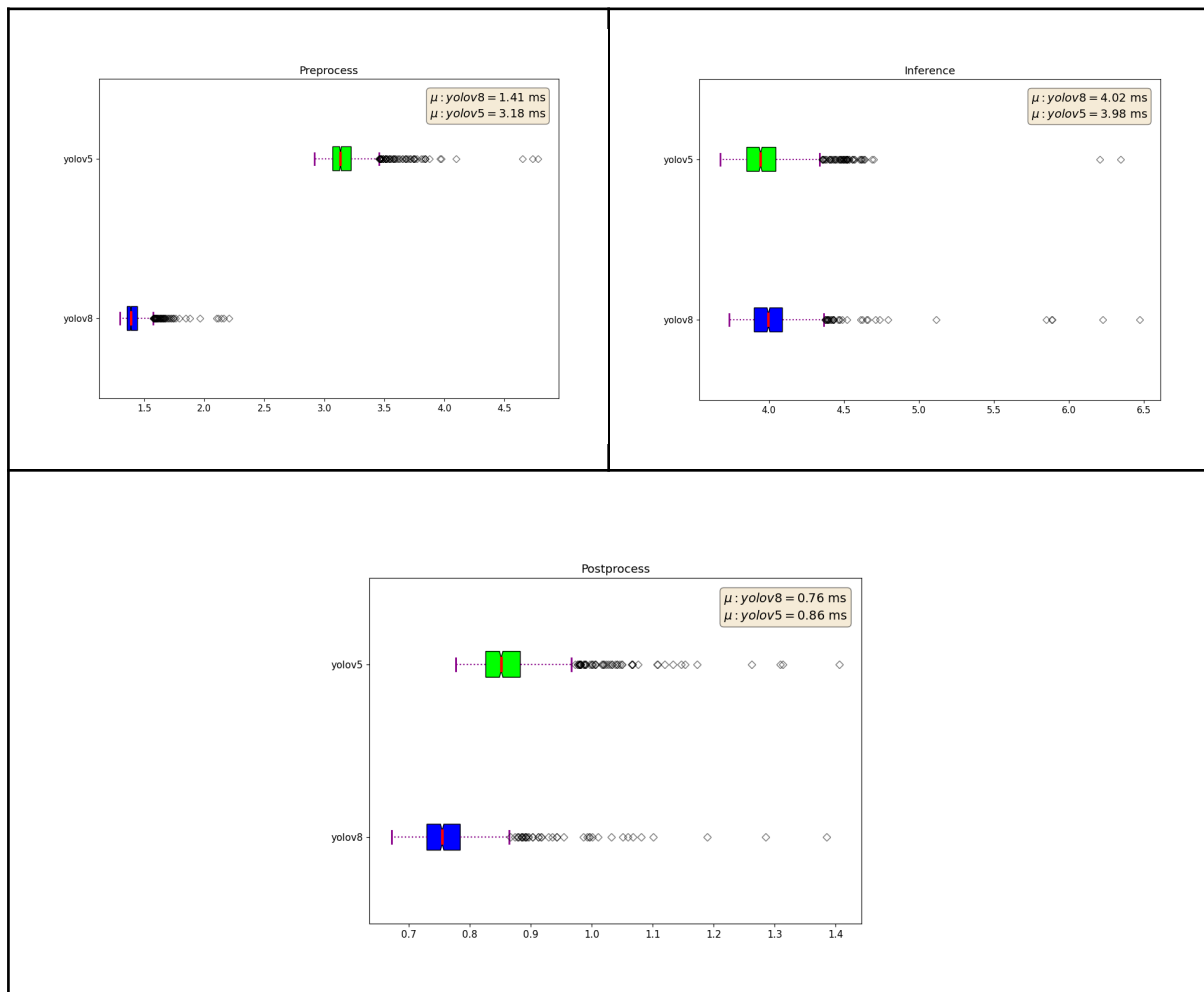 Preprocess
μ : yolov8 = 1.41 ms
μ : yolov5 = 3.18 ms
yolov5
yolov8
1.5 2.0 2.5 3.0 3.5 4.0 4.5
Inference
μ : yolov8 = 4.02 ms
μ : yolov5 = 3.98 ms
yolov5
yolov8
4.0 4.5 5.0 5.5 6.0 6.5
Postprocess
μ : yolov8 = 0.76 ms
μ : yolov5 = 0.86 ms
yolov5
yolov8
0.7 0.8 0.9 1.0 1.1 1.2 1.3 1.4